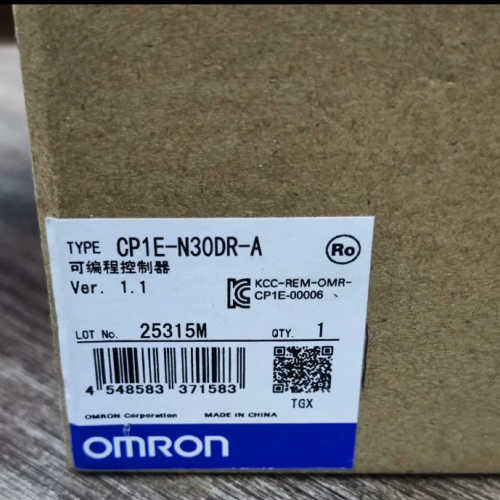 TYPE CP1E-N30DR-A Ro
可编程控制器
Ver. 1.1
KCC-REM-OMR-
CP1E-00006
LOT No. 25315M QTY. 1
4 548583 371583
TGX
OMRON Corporation MADE IN CHINA
OMRON